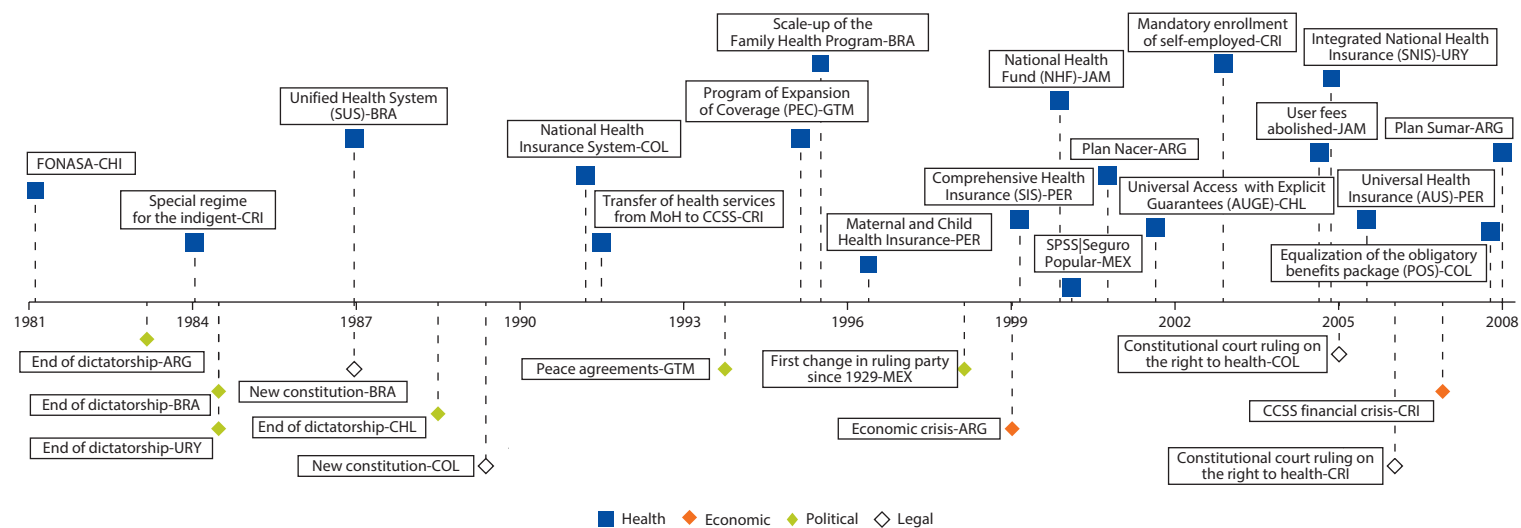 Scale-up of the
Family Health Program-BRA
Mandatory enrollment
of self-employed-CRI
Integrated National Health
Insurance (SNIS)-URY
National Health
Fund (NHF)-JAM
Unified Health System
(SUS)-BRA
Program of Expansion
of Coverage (PEC)-GTM
User fees
abolished-JAM
Plan Sumar-ARG
National Health
Insurance System-COL
Plan Nacer-ARG
FONASA-CHI
Comprehensive Health
Insurance (SIS)-PER
Universal Access with Explicit
Guarantees (AUGE)-CHL
Universal Health
Insurance (AUS)-PER
Special regime
for the indigent-CRI
Transfer of health services
from MoH to CCSS-CRI
Maternal and Child
Health Insurance-PER
SPSS|Seguro
Popular-MEX
Equalization of the obligatory
benefits package (POS)-COL
1981 1984 1987 1990 1993 1996 1999 2002 2005 2008
End of dictatorship-ARG
Peace agreements-GTM
First change in ruling party
since 1929-MEX
Constitutional court ruling on
the right to health-COL
New constitution-BRA
End of dictatorship-BRA
CCSS financial crisis-CRI
End of dictatorship-CHL
Economic crisis-ARG
End of dictatorship-URY
New constitution-COL
Constitutional court ruling on
the right to health-CRI
Health Economic Political Legal